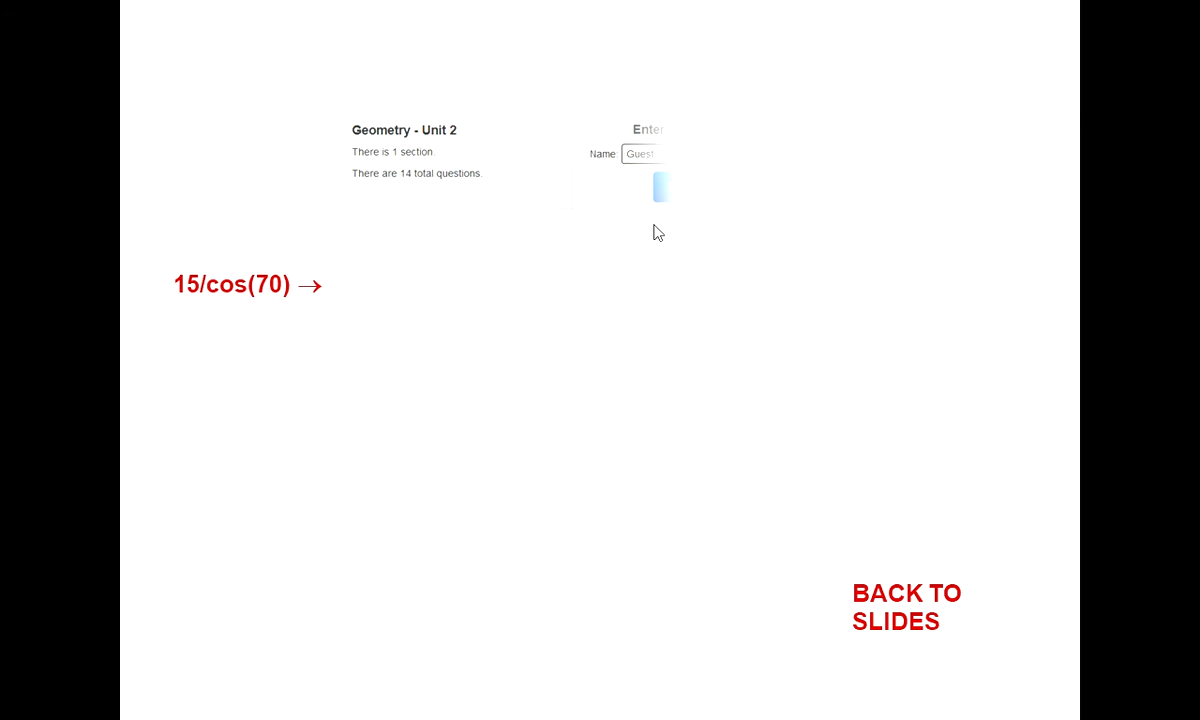 Geometry - Unit 2
There is 1 section.
There are 14 total questions.
Enter
Name
Guest
15/cos(70) →
BACK TO
SLIDES